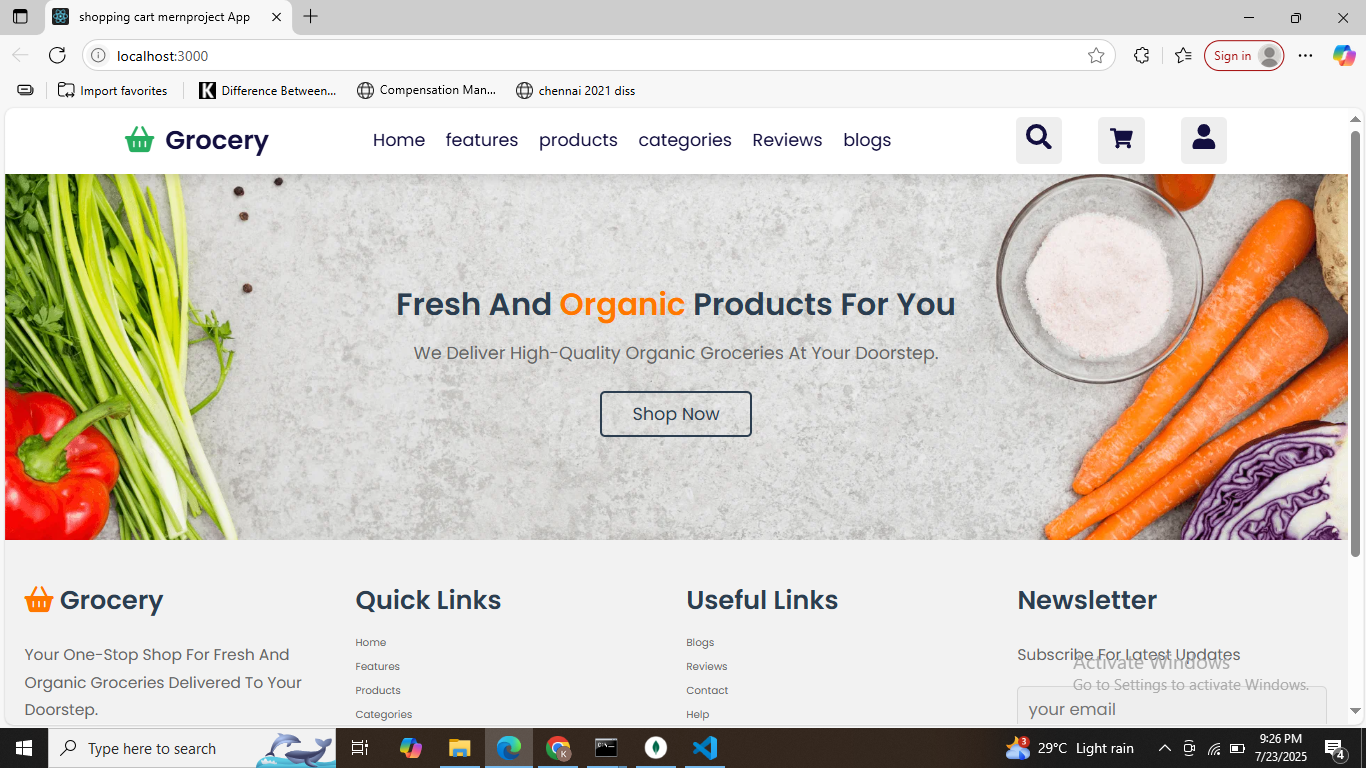 shopping cart mernproject App
localhost:3000
Sign in
Import favorites
Difference Between...
Compensation Man...
chennai 2021 diss
Grocery
Home features products categories Reviews blogs
Fresh And Organic Products For You
We Deliver High-Quality Organic Groceries At Your Doorstep.
Shop Now
Grocery
Your One-Stop Shop For Fresh And
Organic Groceries Delivered To Your
Doorstep.
Quick Links
Home
Features
Products
Categories
Useful Links
Blogs
Reviews
Contact
Help
Newsletter
Subscribe For Latest Updates
your email
Activate Windows
Go to Settings to activate Windows.
Type here to search
K
3
29°C Light rain
9:26 PM
7/23/2025
4